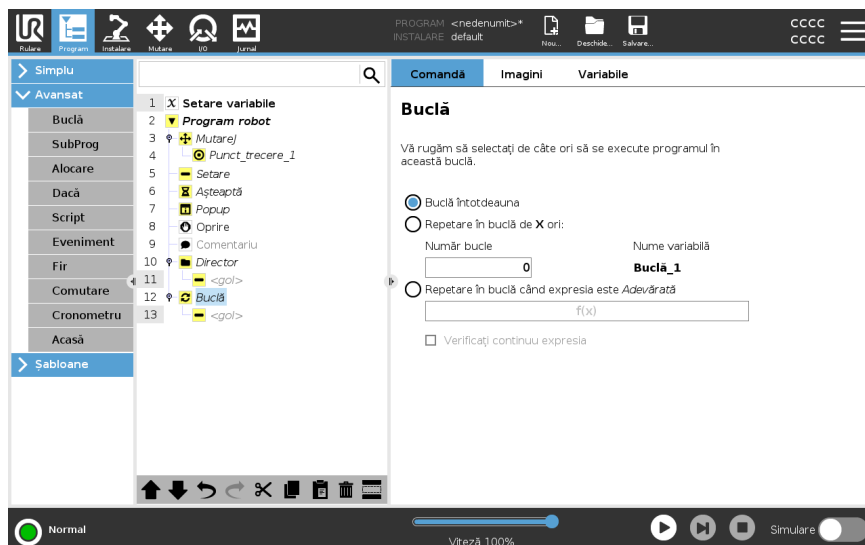 UR
Rulare
Program
Instalare
Mutare
I/O
Jurnal
PROGRAM <nedenumit>*
INSTALARE default
Nou...
Deschide...
Salvare...
CCCC
CCCC
Simplu
Avansat
Buclă
SubProg
Alocare
Dacă
Script
Eveniment
Fir
Comutare
Cronometru
Acasă
Șabloane
1 X Setare variabile
2 Program robot
3 MutareJ
4 Punct_trecere_1
5 Setare
6 Așteaptă
7 Popup
8 Oprire
9 Comentariu
10 Director
11 <gol>
12 Buclă
13 <gol>
Comandă Imagini Variabile
Buclă
Vă rugăm să selectați de câte ori să se execute programul în
această buclă.
Buclă întotdeauna
Repetare în buclă de X ori:
Număr bucle Nume variabilă
0 Buclă_1
Repetare în buclă când expresia este Adevărată
f(x)
Verificați continuu expresia
Normal
Viteză 100%
Simulare